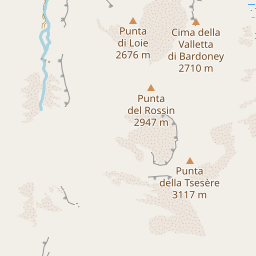 Punta
di Loie
2676 m
Cima della
Valletta
di Bardoney
2710 m
Punta
del Rossin
2947 m
Punta
della Tsesère
3117 m